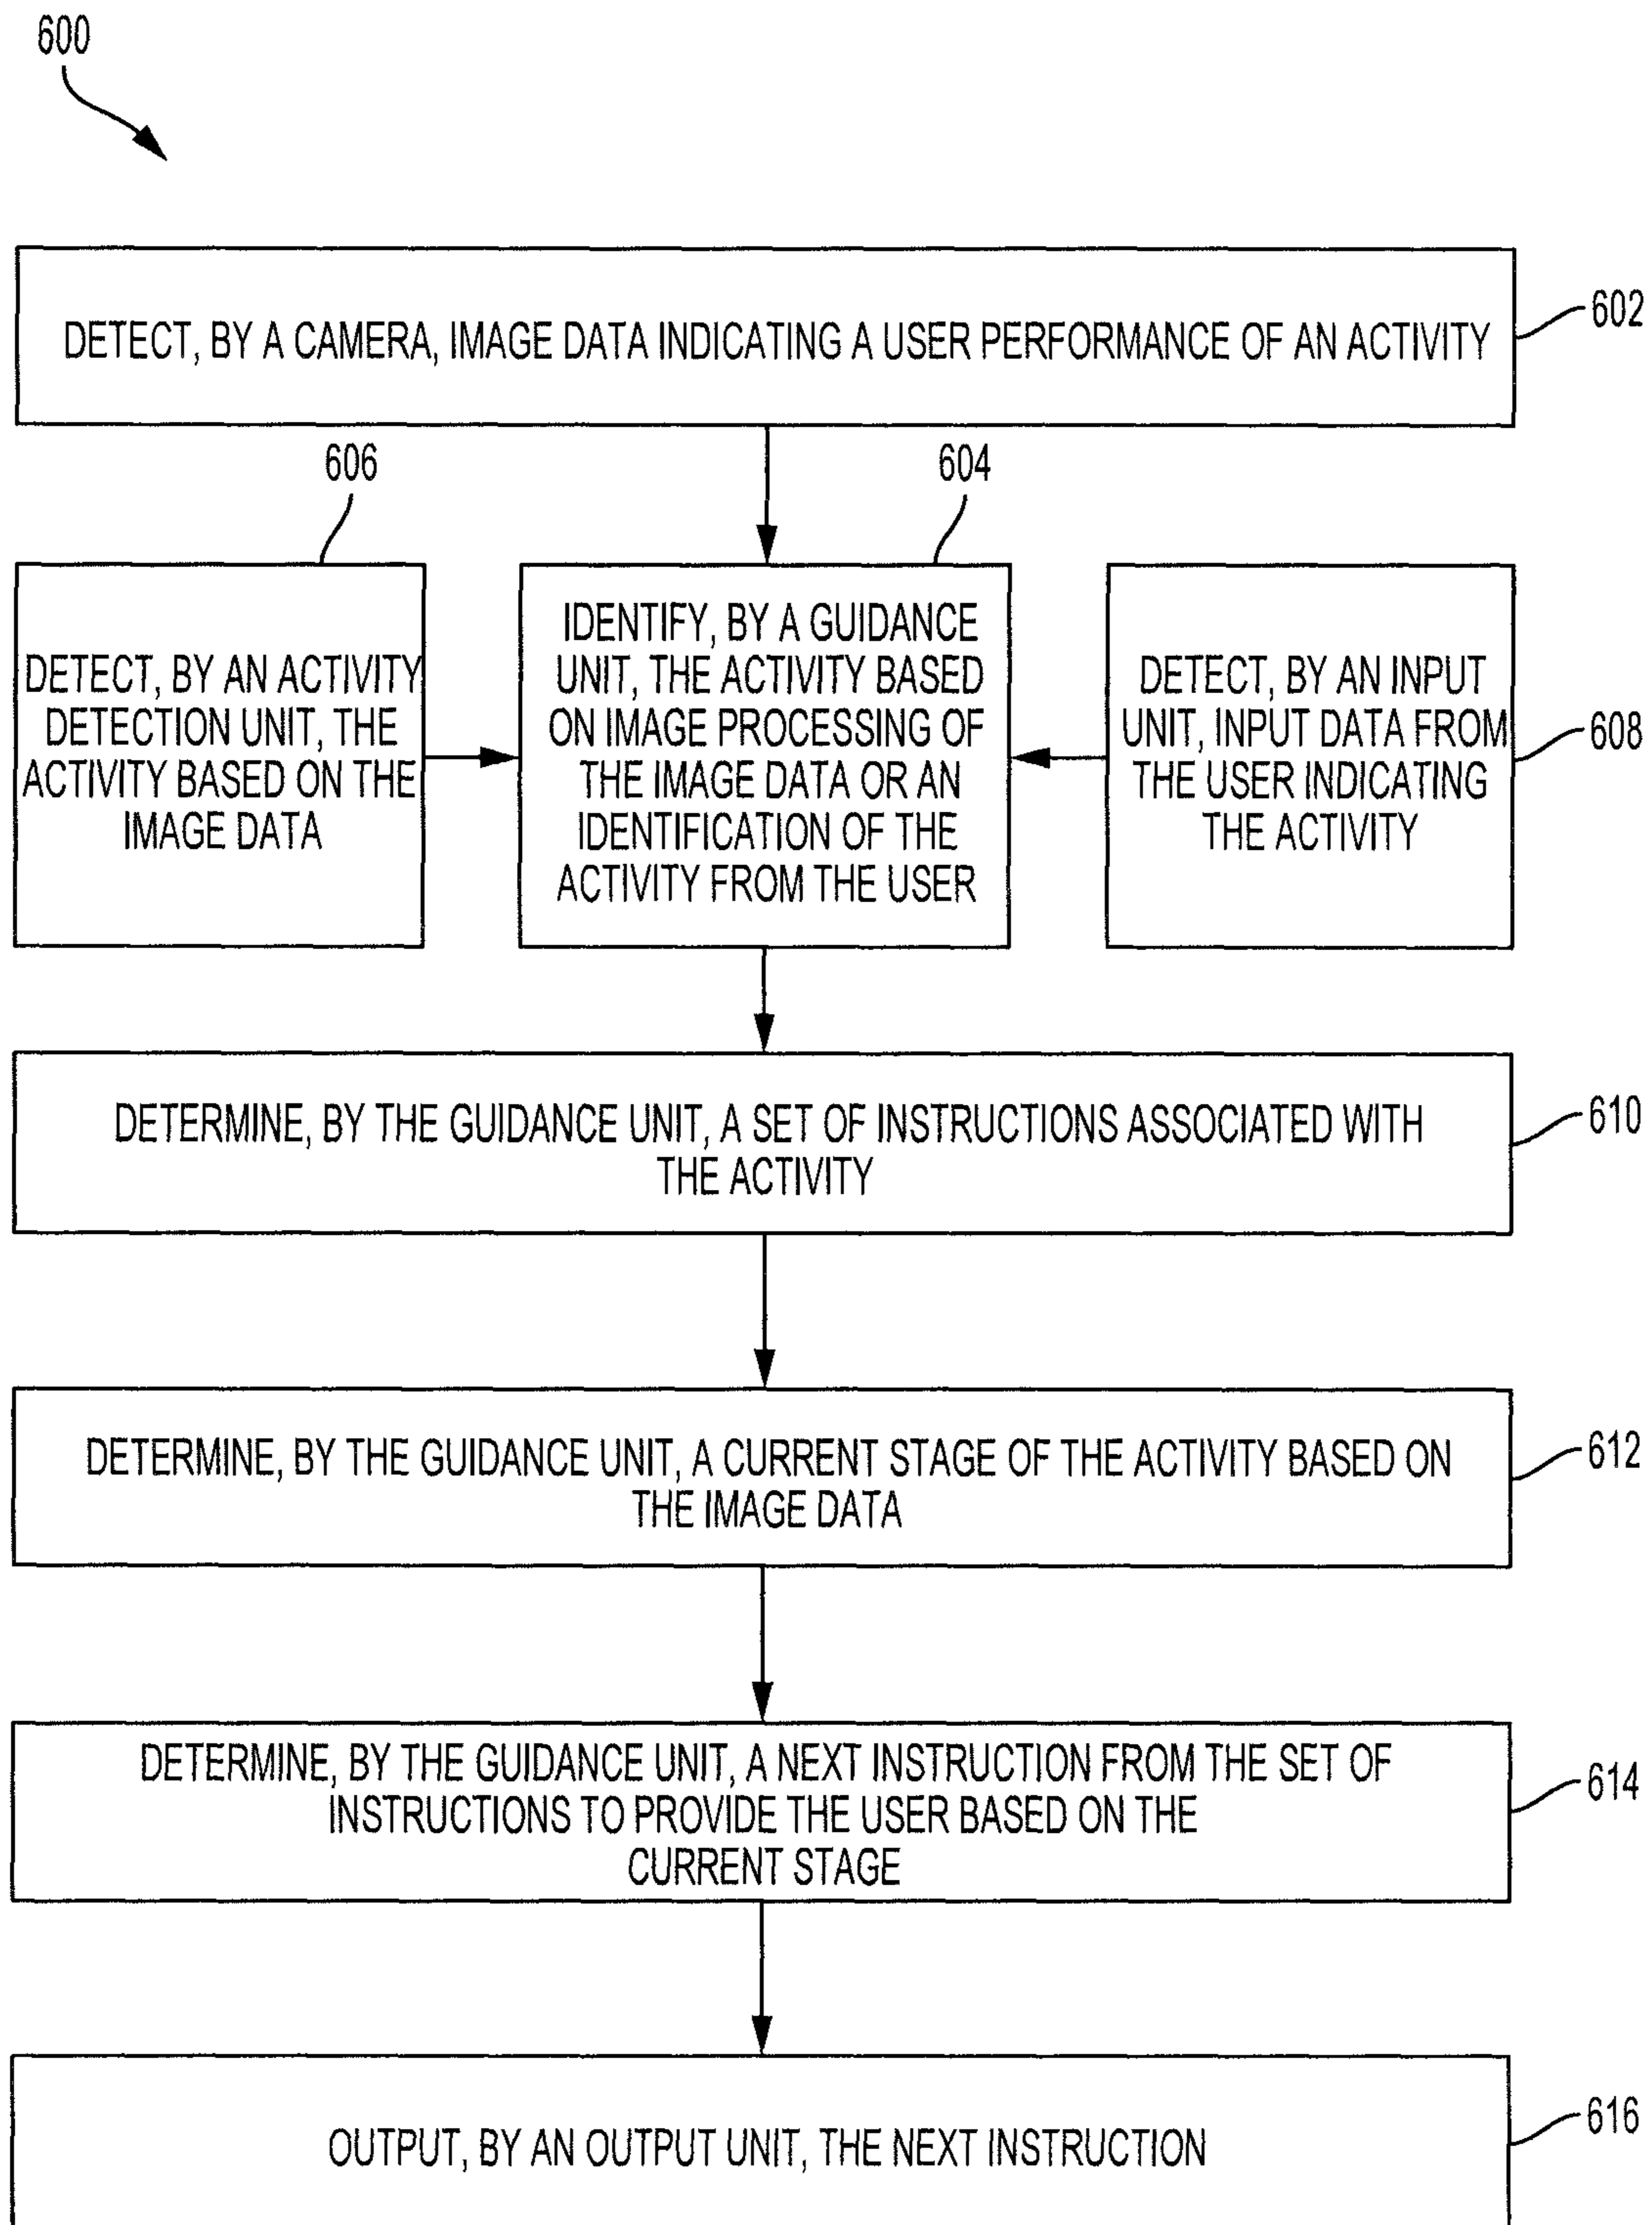 600
DETECT, BY A CAMERA, IMAGE DATA INDICATING A USER PERFORMANCE OF AN ACTIVITY
602
606
604
DETECT, BY AN ACTIVITY
DETECTION UNIT, THE
ACTIVITY BASED ON THE
IMAGE DATA
IDENTIFY, BY A GUIDANCE
UNIT, THE ACTIVITY BASED
ON IMAGE PROCESSING OF
THE IMAGE DATA OR AN
IDENTIFICATION OF THE
ACTIVITY FROM THE USER
DETECT, BY AN INPUT
UNIT, INPUT DATA FROM
THE USER INDICATING
THE ACTIVITY
608
DETERMINE, BY THE GUIDANCE UNIT, A SET OF INSTRUCTIONS ASSOCIATED WITH
THE ACTIVITY
610
DETERMINE, BY THE GUIDANCE UNIT, A CURRENT STAGE OF THE ACTIVITY BASED ON
THE IMAGE DATA
612
DETERMINE, BY THE GUIDANCE UNIT, A NEXT INSTRUCTION FROM THE SET OF
INSTRUCTIONS TO PROVIDE THE USER BASED ON THE
CURRENT STAGE
614
OUTPUT, BY AN OUTPUT UNIT, THE NEXT INSTRUCTION
616